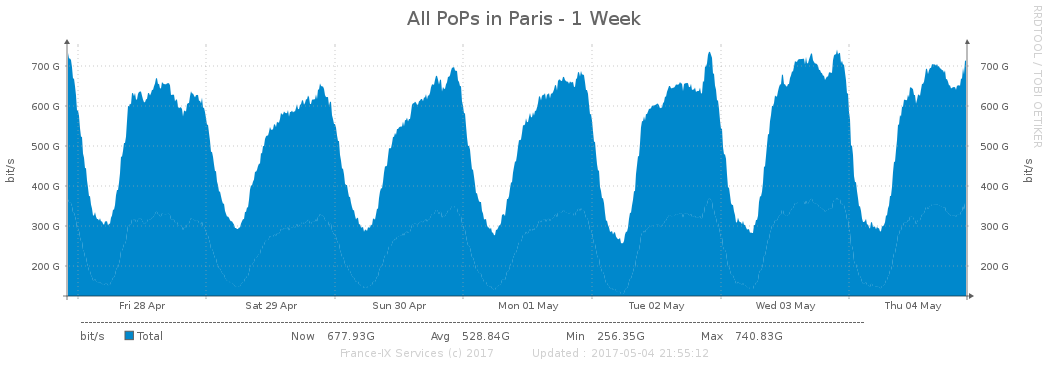 All PoPs in Paris - 1 Week
RRDTOOL / TOBI OETIKER
bit/s
bit/s
700 G 700 G
600 G 600 G
500 G 500 G
400 G 400 G
300 G 300 G
200 G 200 G
Fri 28 Apr Sat 29 Apr Sun 30 Apr Mon 01 May Tue 02 May Wed 03 May Thu 04 May
bit/s Total Now 677.93G Avg 528.84G Min 256.35G Max 740.83G
France-IX Services (c) 2017 Updated : 2017-05-04 21:55:12